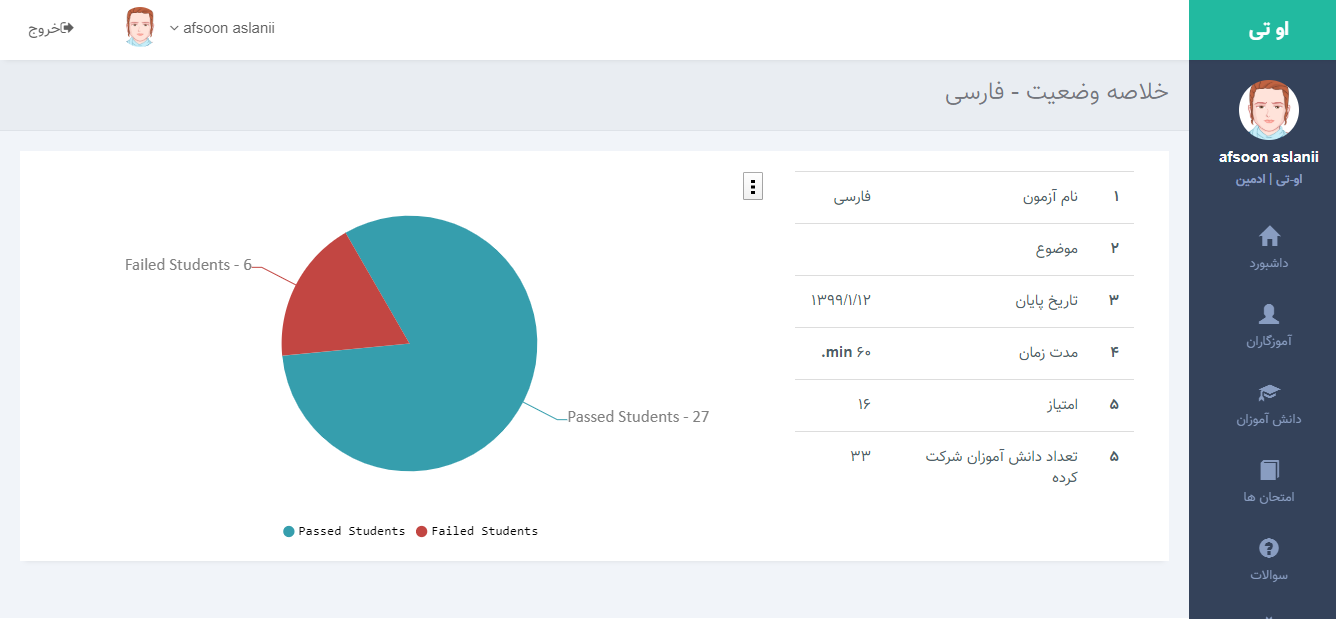 او تی
afsoon aslanii
خروج
afsoon aslanii
او-تی | ادمین
داشبورد
آموزگاران
دانش آموزان
امتحان ها
سوالات
خلاصه وضعیت - فارسی
۱ نام آزمون فارسی
۲ موضوع
۳ تاریخ پایان ۱۳۹۹/۱/۱۲
۴ مدت زمان ۶۰ min.
۵ امتیاز ۱۶
۵ تعداد دانش آموزان شرکت ۳۳
کرده
Failed Students - 6
Passed Students - 27
Passed Students Failed Students